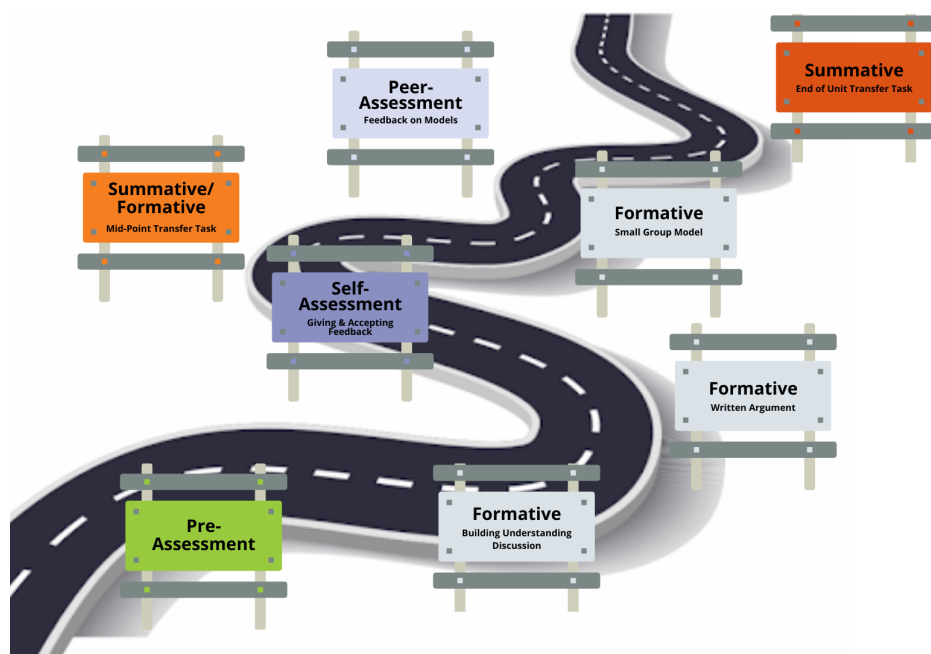 Peer-
Assessment
Feedback on Models
Summative
End of Unit Transfer Task
Summative/
Formative
Mid-Point Transfer Task
Formative
Small Group Model
Self-
Assessment
Giving & Accepting
Feedback
Formative
Written Argument
Pre-
Assessment
Formative
Building Understanding
Discussion